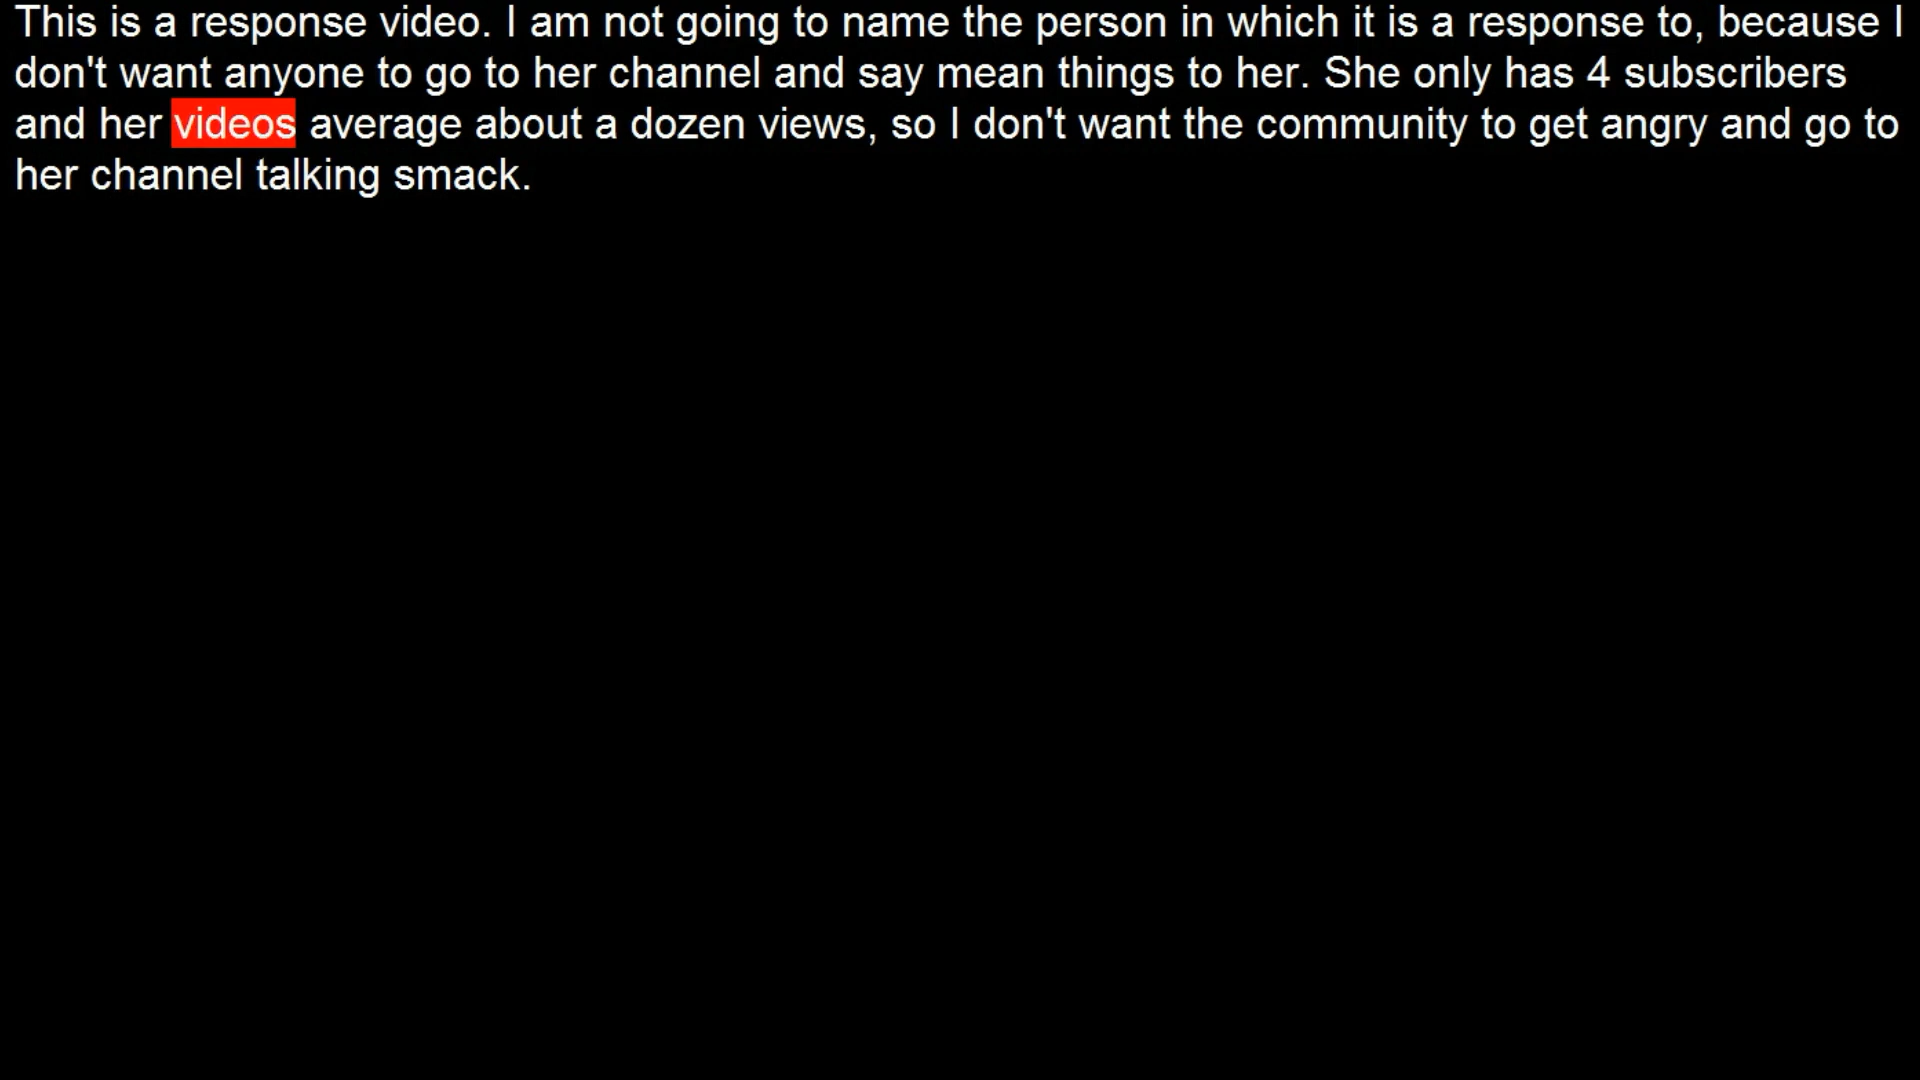 This is a response video. I am not going to name the person in which it is a response to, because I
don't want anyone to go to her channel and say mean things to her. She only has 4 subscribers
and her videos average about a dozen views, so I don't want the community to get angry and go to
her channel talking smack.